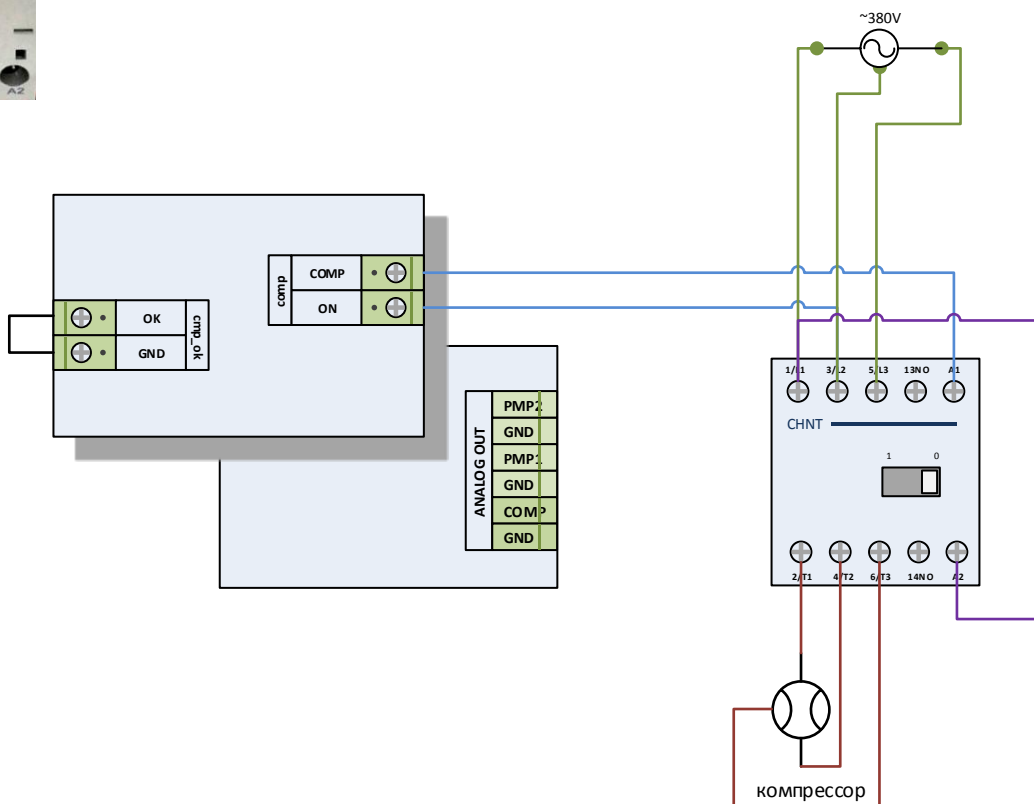 ~380V
A2
comp
COMP
ON
OK
GND
cmp_ok
1/L1
3/L2
5/L3
13NO
A1
CHNT
1
0
ANALOG OUT
PMP2
GND
PMP1
GND
COMP
GND
2/T1
4/T2
6/T3
14NO
A2
компрессор